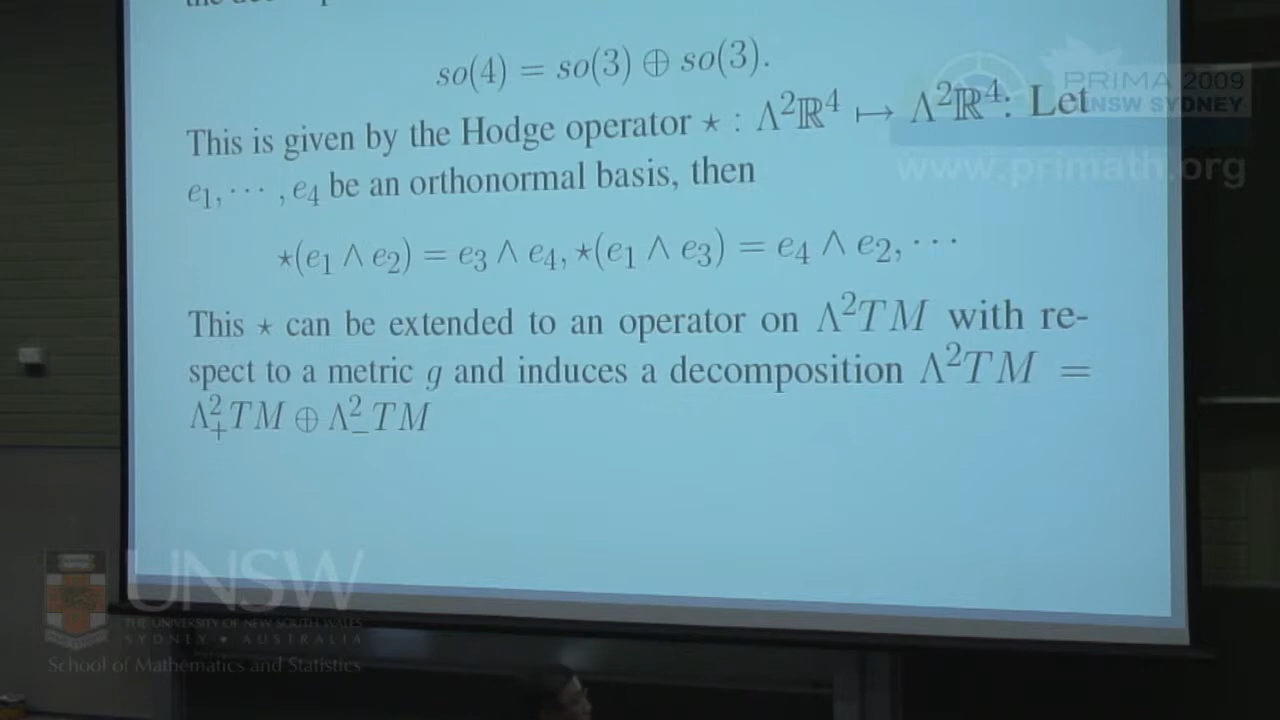 so(4) = so(3) ⊕ so(3).
This is given by the Hodge operator ⋆ : Λ²ℝ⁴ ↦ Λ²ℝ⁴: Let
e₁, ⋯ , e₄ be an orthonormal basis, then
⋆(e₁ ∧ e₂) = e₃ ∧ e₄, ⋆(e₁ ∧ e₃) = e₄ ∧ e₂, ⋯
This ⋆ can be extended to an operator on Λ²TM with re-
spect to a metric g and induces a decomposition Λ²TM =
Λ²₊TM ⊕ Λ²₋TM
PRIMA 2009
UNSW SYDNEY
www.primath.org
UNSW
THE UNIVERSITY OF NEW SOUTH WALES
SYDNEY • AUSTRALIA
School of Mathematics and Statistics